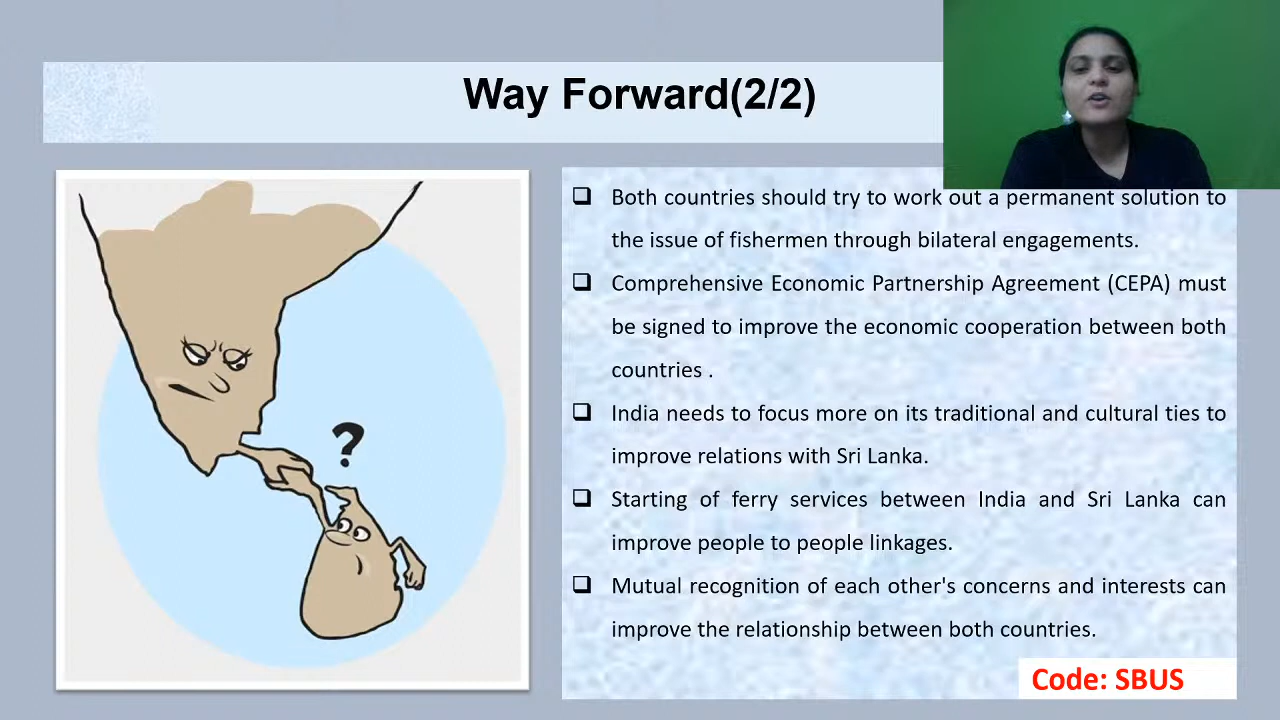 Way Forward(2/2)
Both countries should try to work out a permanent solution to
the issue of fishermen through bilateral engagements.
Comprehensive Economic Partnership Agreement (CEPA) must
be signed to improve the economic cooperation between both
countries .
India needs to focus more on its traditional and cultural ties to
improve relations with Sri Lanka.
Starting of ferry services between India and Sri Lanka can
improve people to people linkages.
Mutual recognition of each other's concerns and interests can
improve the relationship between both countries.
?
Code: SBUS